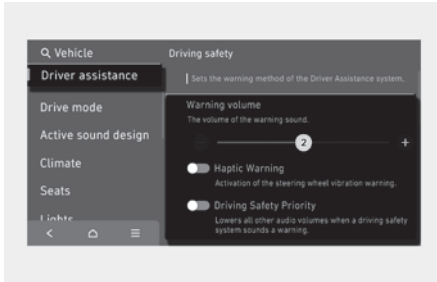 Vehicle
Driving safety
Driver assistance
Sets the warning method of the Driver Assistance system.
Drive mode
Active sound design
Climate
Seats
Lights
Warning volume
The volume of the warning sound.
2
+
Haptic Warning
Activation of the steering wheel vibration warning.
Driving Safety Priority
Lowers all other audio volumes when a driving safety
system sounds a warning.